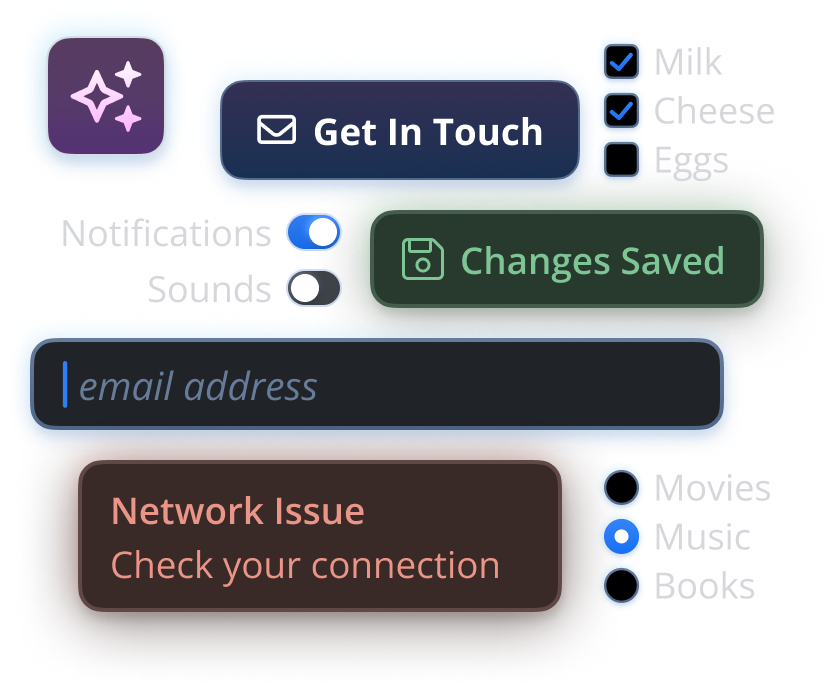 Get In Touch
Milk
Cheese
Eggs
Notifications
Sounds
Changes Saved
email address
Network Issue
Check your connection
Movies
Music
Books